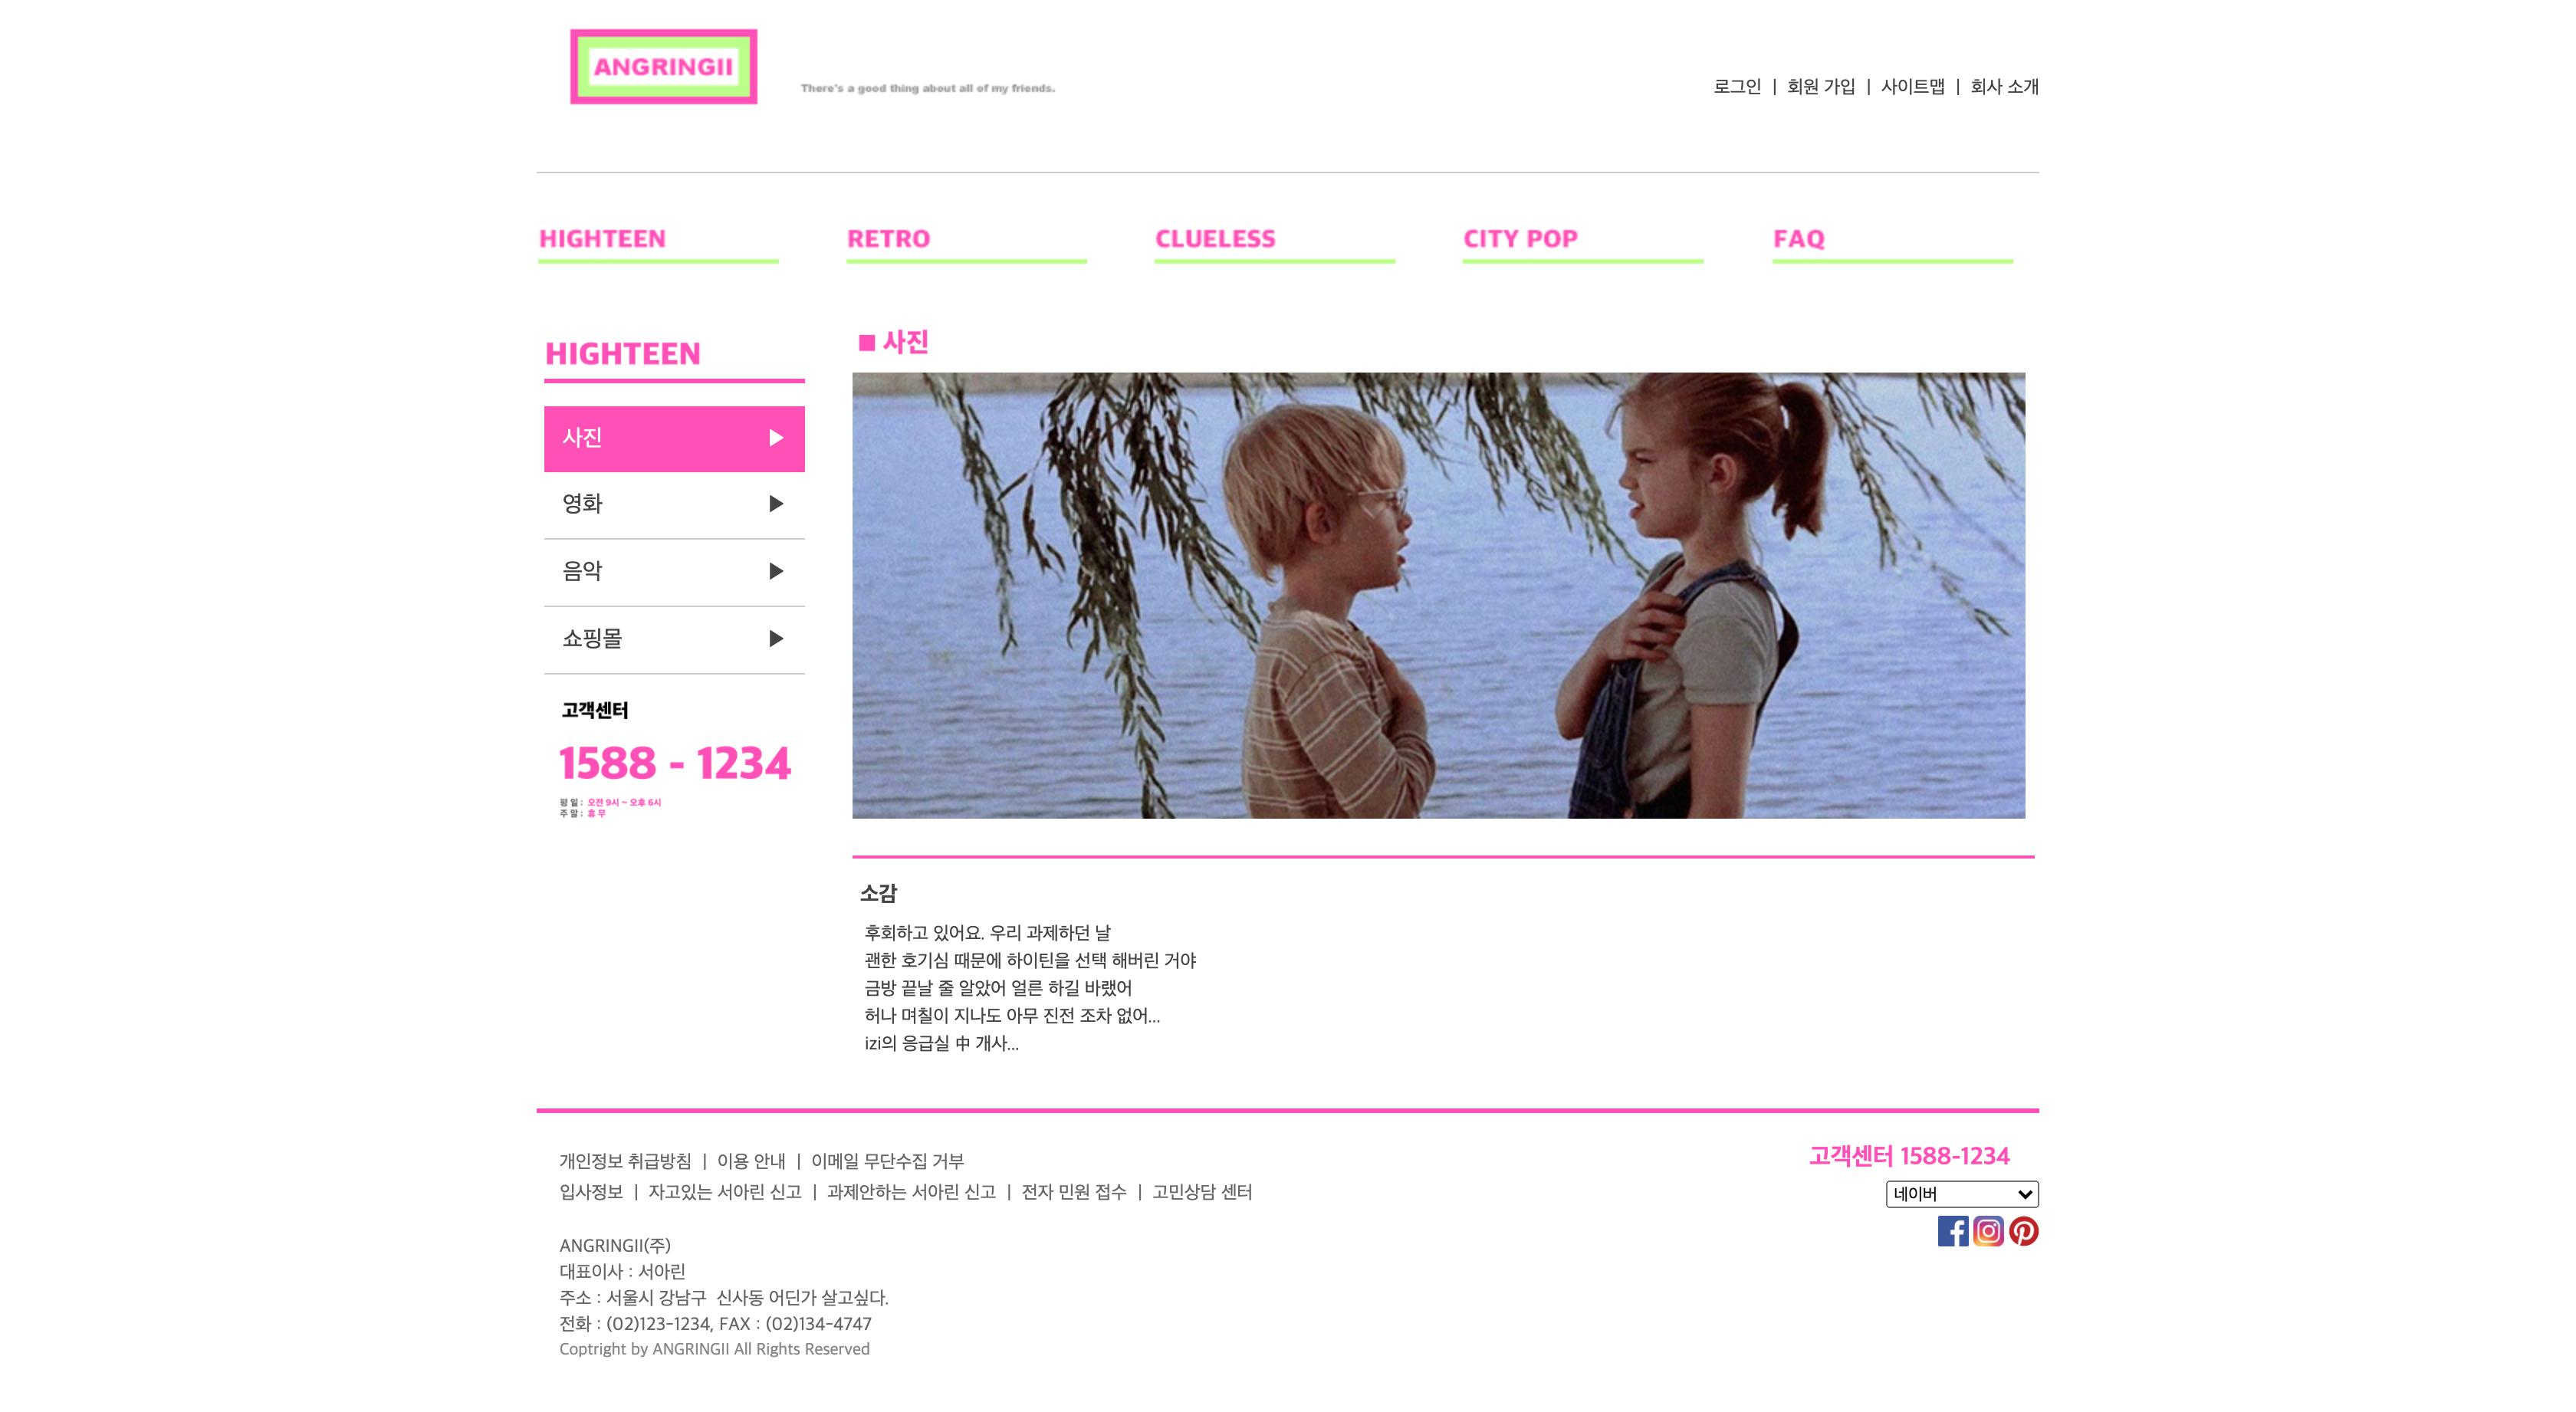 ANGRINGII
There's a good thing about all of my friends.
로그인 | 회원 가입 | 사이트맵 | 회사 소개
HIGHTEEN
RETRO
CLUELESS
CITY POP
FAQ
HIGHTEEN
사진 ▶
영화 ▶
음악 ▶
쇼핑몰 ▶
고객센터
1588 - 1234
평 일 : 오전 9시 ~ 오후 6시
주 말 : 휴 무
■ 사진
소감
후회하고 있어요. 우리 과제하던 날
괜한 호기심 때문에 하이틴을 선택 해버린 거야
금방 끝날 줄 알았어 얼른 하길 바랬어
허나 며칠이 지나도 아무 진전 조차 없어...
izi의 응급실 中 개사...
개인정보 취급방침 | 이용 안내 | 이메일 무단수집 거부
입사정보 | 자고있는 서아린 신고 | 과제안하는 서아린 신고 | 전자 민원 접수 | 고민상담 센터
ANGRINGII(주)
대표이사 : 서아린
주소 : 서울시 강남구 신사동 어딘가 살고싶다.
전화 : (02)123-1234, FAX : (02)134-4747
Coptright by ANGRINGII All Rights Reserved
고객센터 1588-1234
네이버